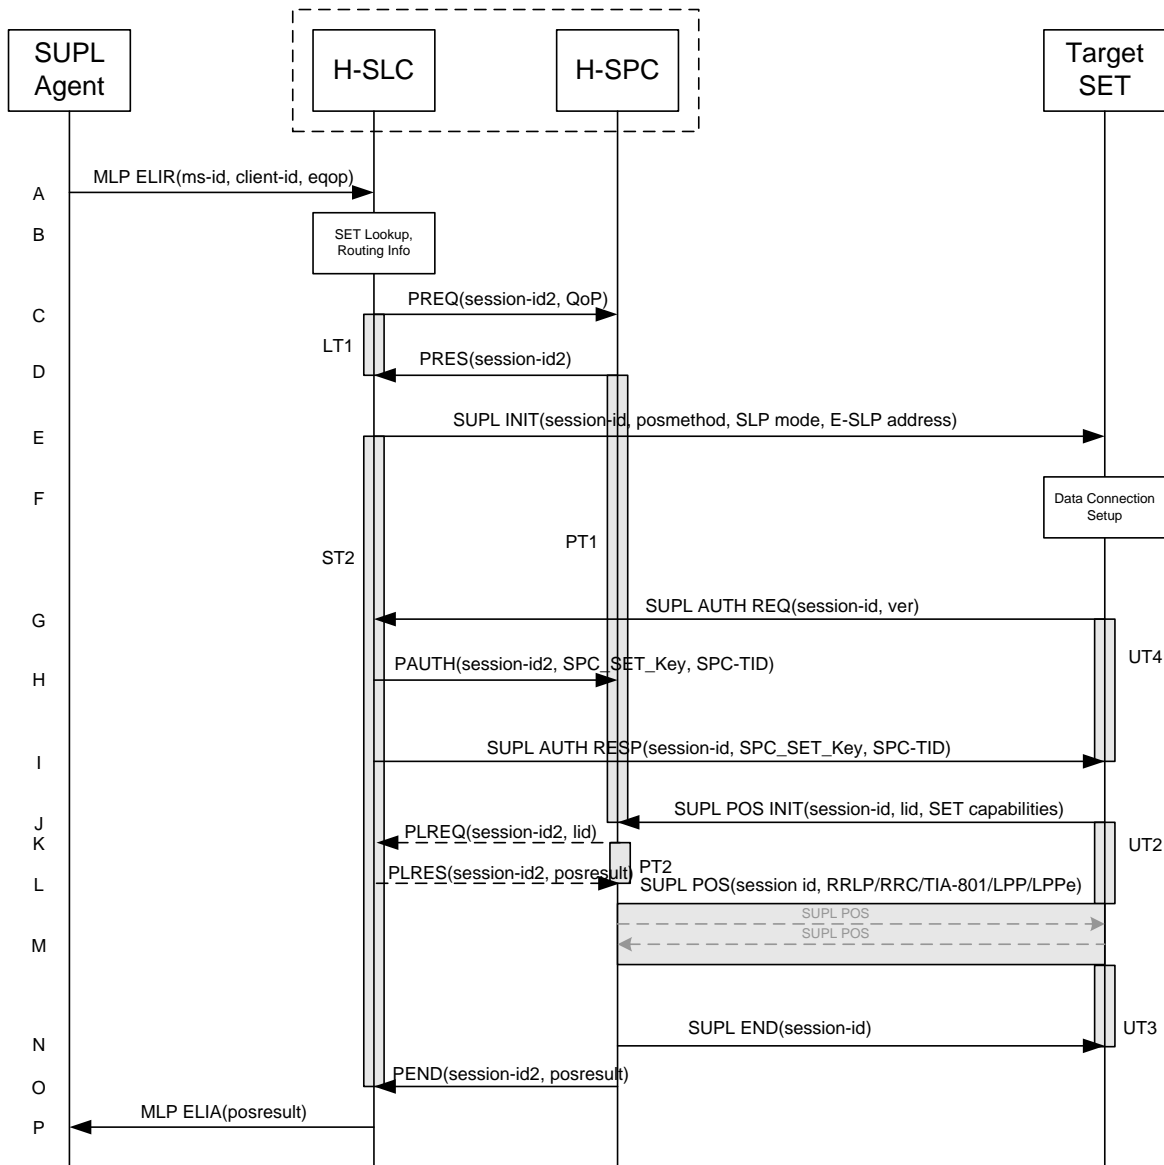 SUPL
Agent
H-SLC
H-SPC
Target
SET
A
MLP ELIR(ms-id, client-id, eqop)
B
SET Lookup,
Routing Info
C
PREQ(session-id2, QoP)
LT1
D
PRES(session-id2)
E
SUPL INIT(session-id, posmethod, SLP mode, E-SLP address)
F
Data Connection
Setup
ST2
PT1
G
SUPL AUTH REQ(session-id, ver)
UT4
H
PAUTH(session-id2, SPC_SET_Key, SPC-TID)
I
SUPL AUTH RESP(session-id, SPC_SET_Key, SPC-TID)
J
SUPL POS INIT(session-id, lid, SET capabilities)
K
PLREQ(session-id2, lid)
UT2
L
PLRES(session-id2, posresult)
PT2
SUPL POS(session id, RRLP/RRC/TIA-801/LPP/LPPe)
SUPL POS
SUPL POS
M
N
SUPL END(session-id)
UT3
O
PEND(session-id2, posresult)
P
MLP ELIA(posresult)